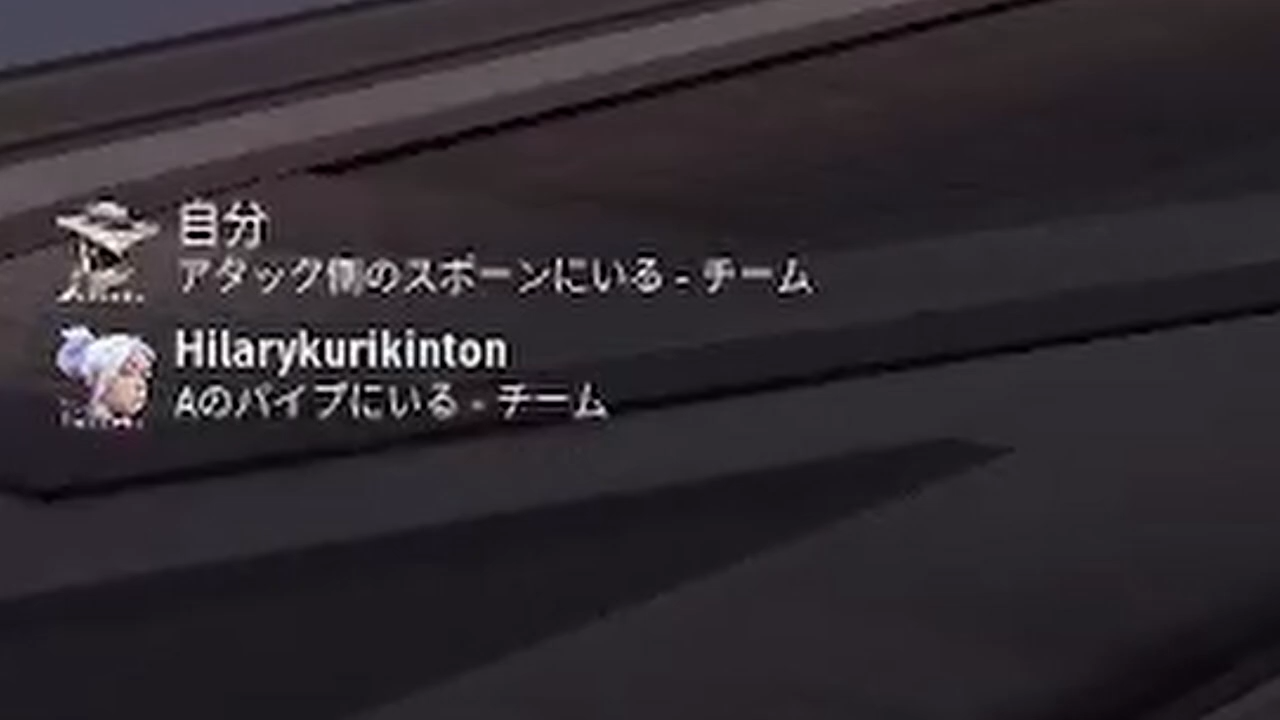 自分
アタック側のスポーンにいる - チーム
Hilarykurikinton
Aのパイプにいる - チーム